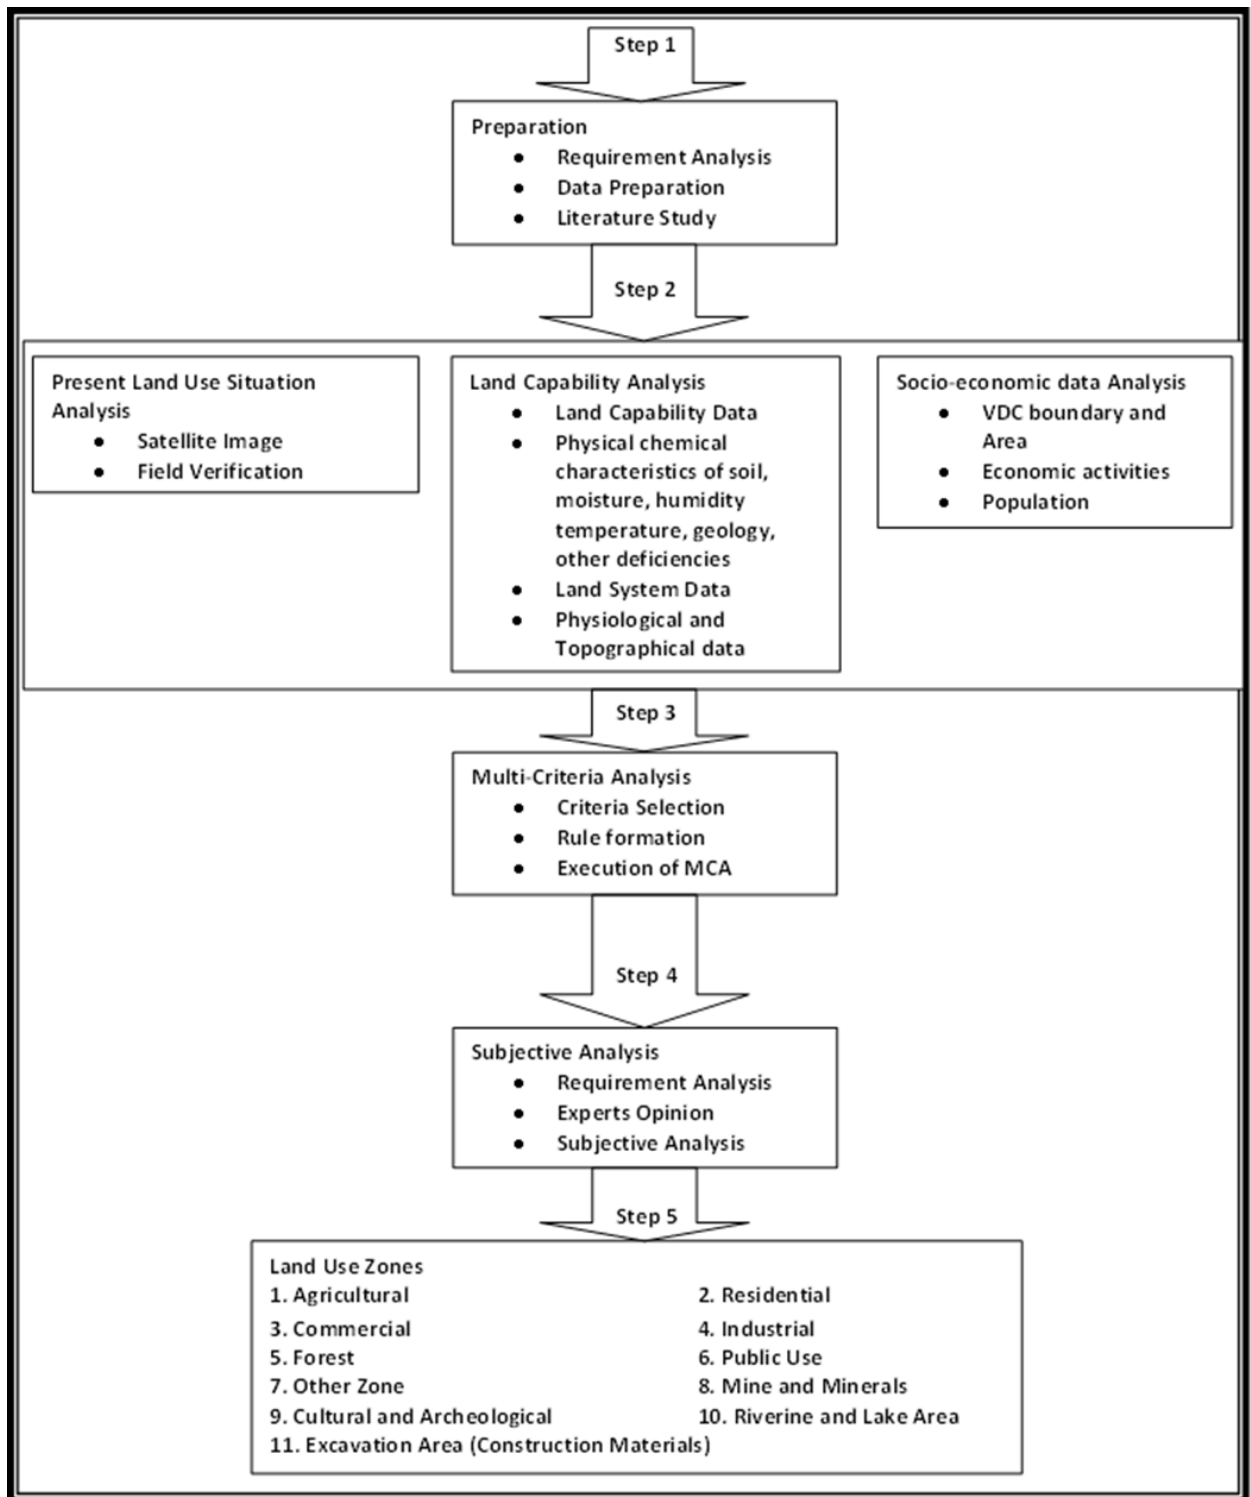 Step 1
Preparation
● Requirement Analysis
● Data Preparation
● Literature Study
Step 2
Present Land Use Situation
Analysis
● Satellite Image
● Field Verification
Land Capability Analysis
● Land Capability Data
● Physical chemical
characteristics of soil,
moisture, humidity
temperature, geology,
other deficiencies
● Land System Data
● Physiological and
Topographical data
Socio-economic data Analysis
● VDC boundary and
Area
● Economic activities
● Population
Step 3
Multi-Criteria Analysis
● Criteria Selection
● Rule formation
● Execution of MCA
Step 4
Subjective Analysis
● Requirement Analysis
● Experts Opinion
● Subjective Analysis
Step 5
Land Use Zones
1. Agricultural 2. Residential
3. Commercial 4. Industrial
5. Forest 6. Public Use
7. Other Zone 8. Mine and Minerals
9. Cultural and Archeological 10. Riverine and Lake Area
11. Excavation Area (Construction Materials)